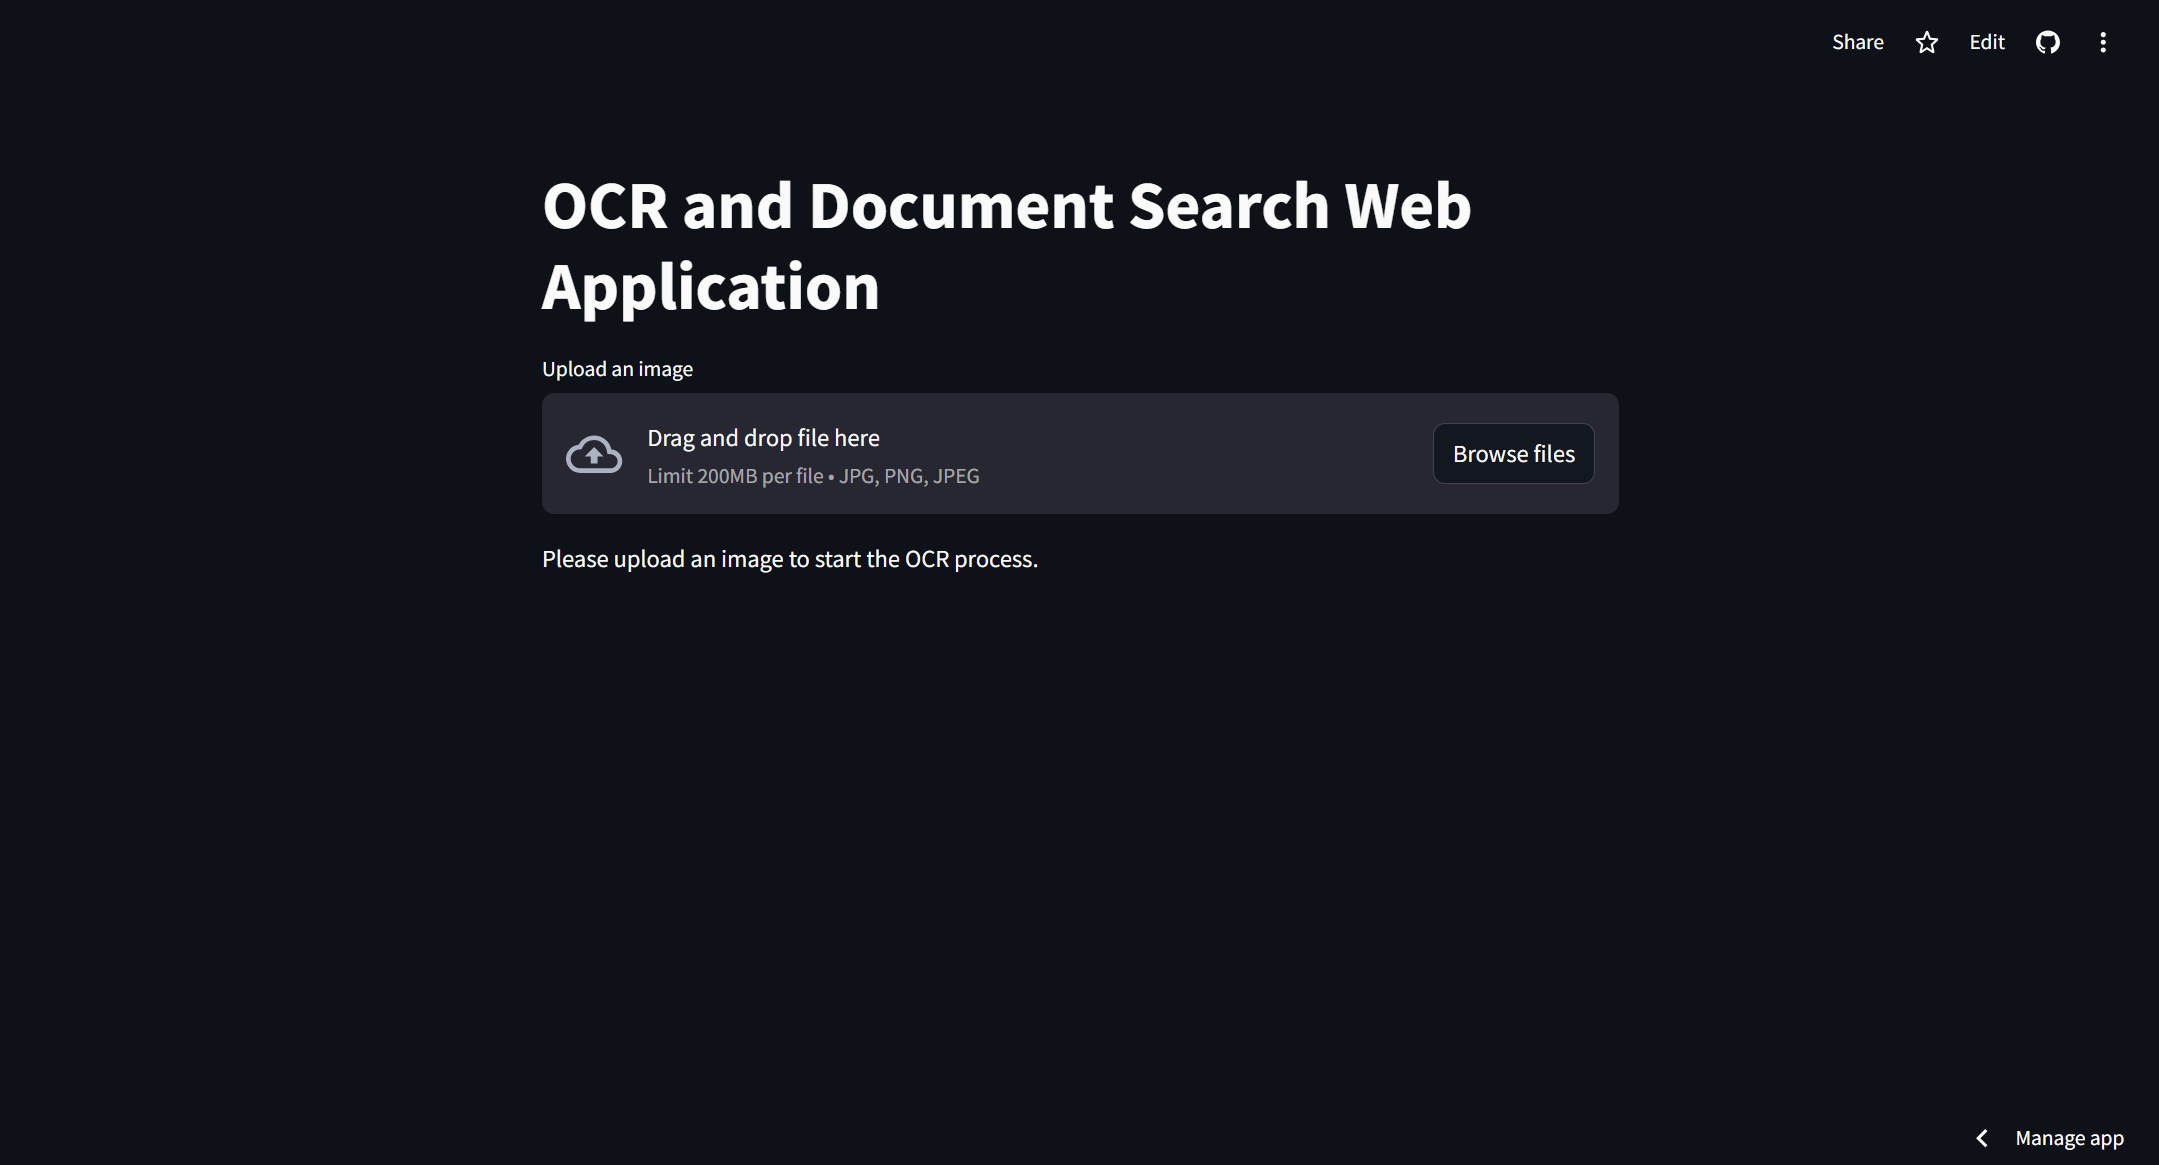 Share
Edit
OCR and Document Search Web
Application
Upload an image
Drag and drop file here
Limit 200MB per file • JPG, PNG, JPEG
Browse files
Please upload an image to start the OCR process.
Manage app